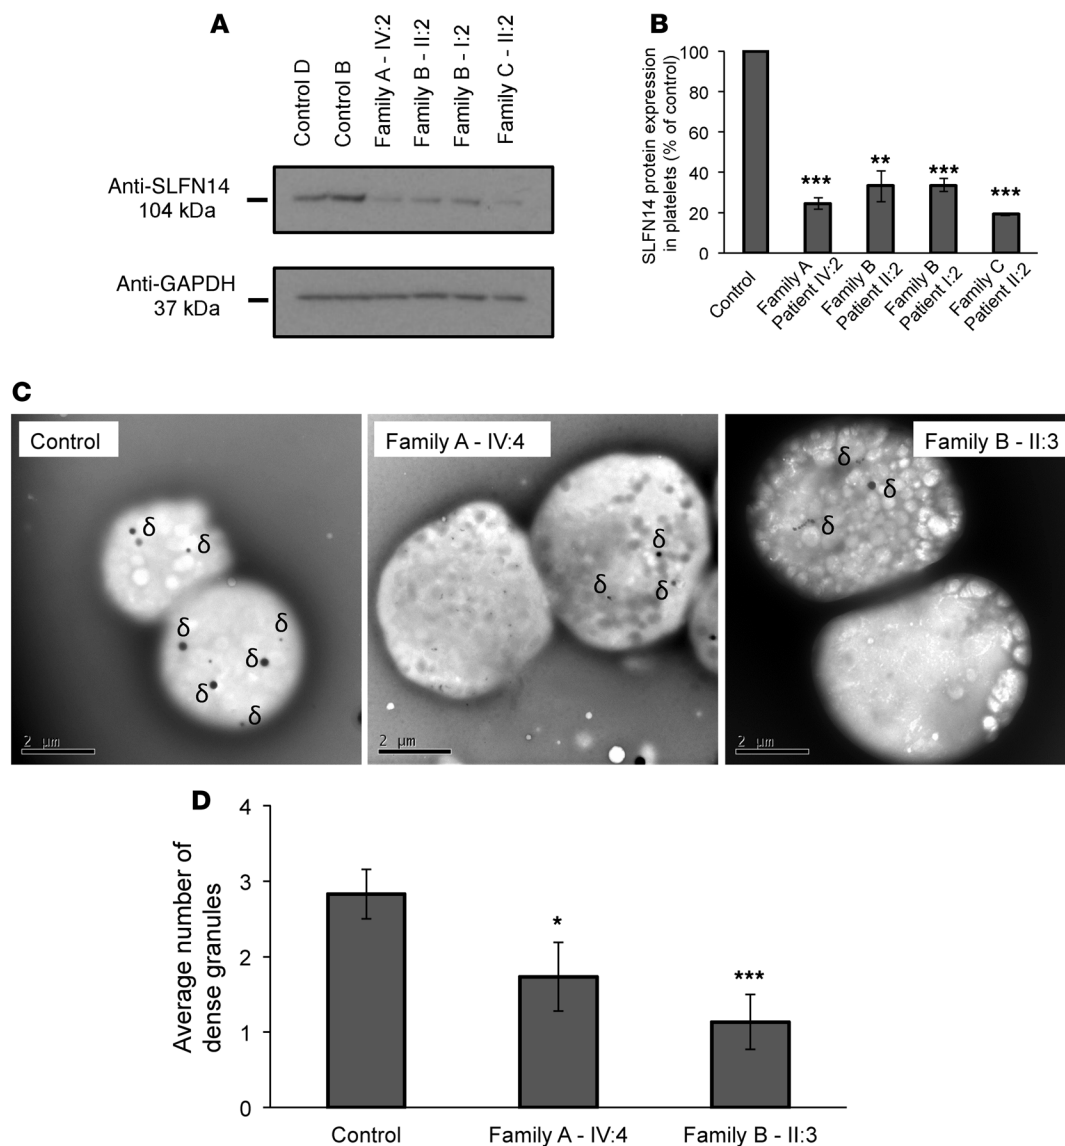 A
Control D
Control B
Family A - IV:2
Family B - II:2
Family B - I:2
Family C - II:2
Anti-SLFN14
104 kDa
Anti-GAPDH
37 kDa
B
SLFN14 protein expression
in platelets (% of control)
100
80
60
40
20
0
***
**
***
***
Control
Family A
Patient IV:2
Family B
Patient II:2
Family B
Patient I:2
Family C
Patient II:2
C
Control
δ
δ
δ
δ
δ
δ
δ
2 µm
Family A - IV:4
δ
δ
δ
2 µm
Family B - II:3
δ
δ
δ
2 µm
D
Average number of
dense granules
4
3
2
1
0
*
***
Control
Family A - IV:4
Family B - II:3